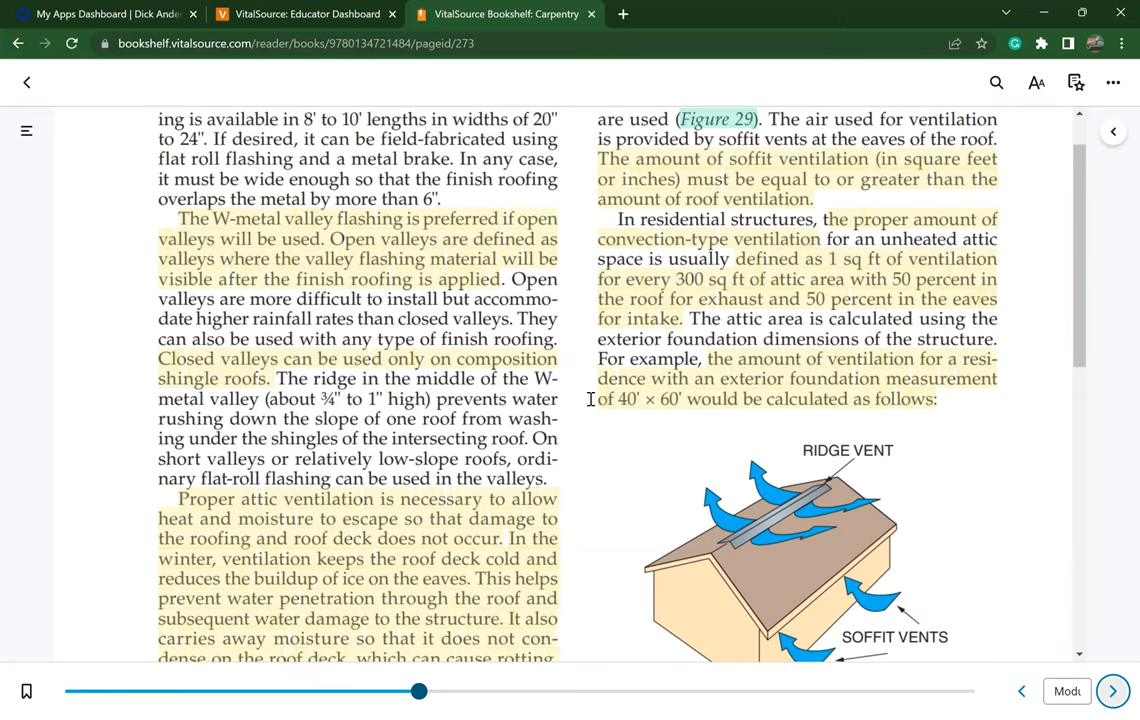 My Apps Dashboard | Dick Ander
VitalSource: Educator Dashboard
VitalSource Bookshelf: Carpentry
bookshelf.vitalsource.com/reader/books/9780134721484/pageid/273
ing is available in 8' to 10' lengths in widths of 20"
to 24". If desired, it can be field-fabricated using
flat roll flashing and a metal brake. In any case,
it must be wide enough so that the finish roofing
overlaps the metal by more than 6".
The W-metal valley flashing is preferred if open
valleys will be used. Open valleys are defined as
valleys where the valley flashing material will be
visible after the finish roofing is applied. Open
valleys are more difficult to install but accommo-
date higher rainfall rates than closed valleys. They
can also be used with any type of finish roofing.
Closed valleys can be used only on composition
shingle roofs. The ridge in the middle of the W-
metal valley (about ¾" to 1" high) prevents water
rushing down the slope of one roof from wash-
ing under the shingles of the intersecting roof. On
short valleys or relatively low-slope roofs, ordi-
nary flat-roll flashing can be used in the valleys.
Proper attic ventilation is necessary to allow
heat and moisture to escape so that damage to
the roofing and roof deck does not occur. In the
winter, ventilation keeps the roof deck cold and
reduces the buildup of ice on the eaves. This helps
prevent water penetration through the roof and
subsequent water damage to the structure. It also
carries away moisture so that it does not con-
dense on the roof deck, which can cause rotting,
are used (Figure 29). The air used for ventilation
is provided by soffit vents at the eaves of the roof.
The amount of soffit ventilation (in square feet
or inches) must be equal to or greater than the
amount of roof ventilation.
In residential structures, the proper amount of
convection-type ventilation for an unheated attic
space is usually defined as 1 sq ft of ventilation
for every 300 sq ft of attic area with 50 percent in
the roof for exhaust and 50 percent in the eaves
for intake. The attic area is calculated using the
exterior foundation dimensions of the structure.
For example, the amount of ventilation for a resi-
dence with an exterior foundation measurement
of 40' × 60' would be calculated as follows:
RIDGE VENT
SOFFIT VENTS
Modu